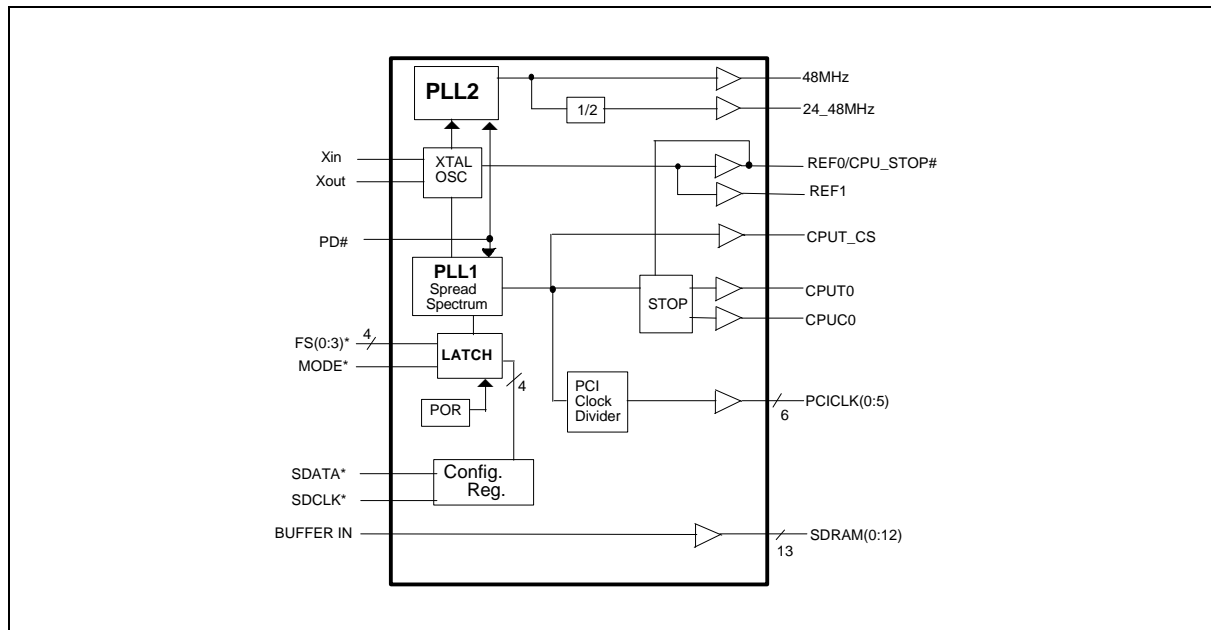 PLL2
48MHz
1/2
24_48MHz
Xin
XTAL
OSC
REF0/CPU_STOP#
Xout
REF1
PD#
CPUT_CS
PLL1
Spread
Spectrum
STOP
CPUT0
CPUC0
FS(0:3)*
4
LATCH
MODE*
4
PCI
Clock
Divider
PCICLK(0:5)
6
POR
SDATA*
Config.
Reg.
SDCLK*
BUFFER IN
SDRAM(0:12)
13